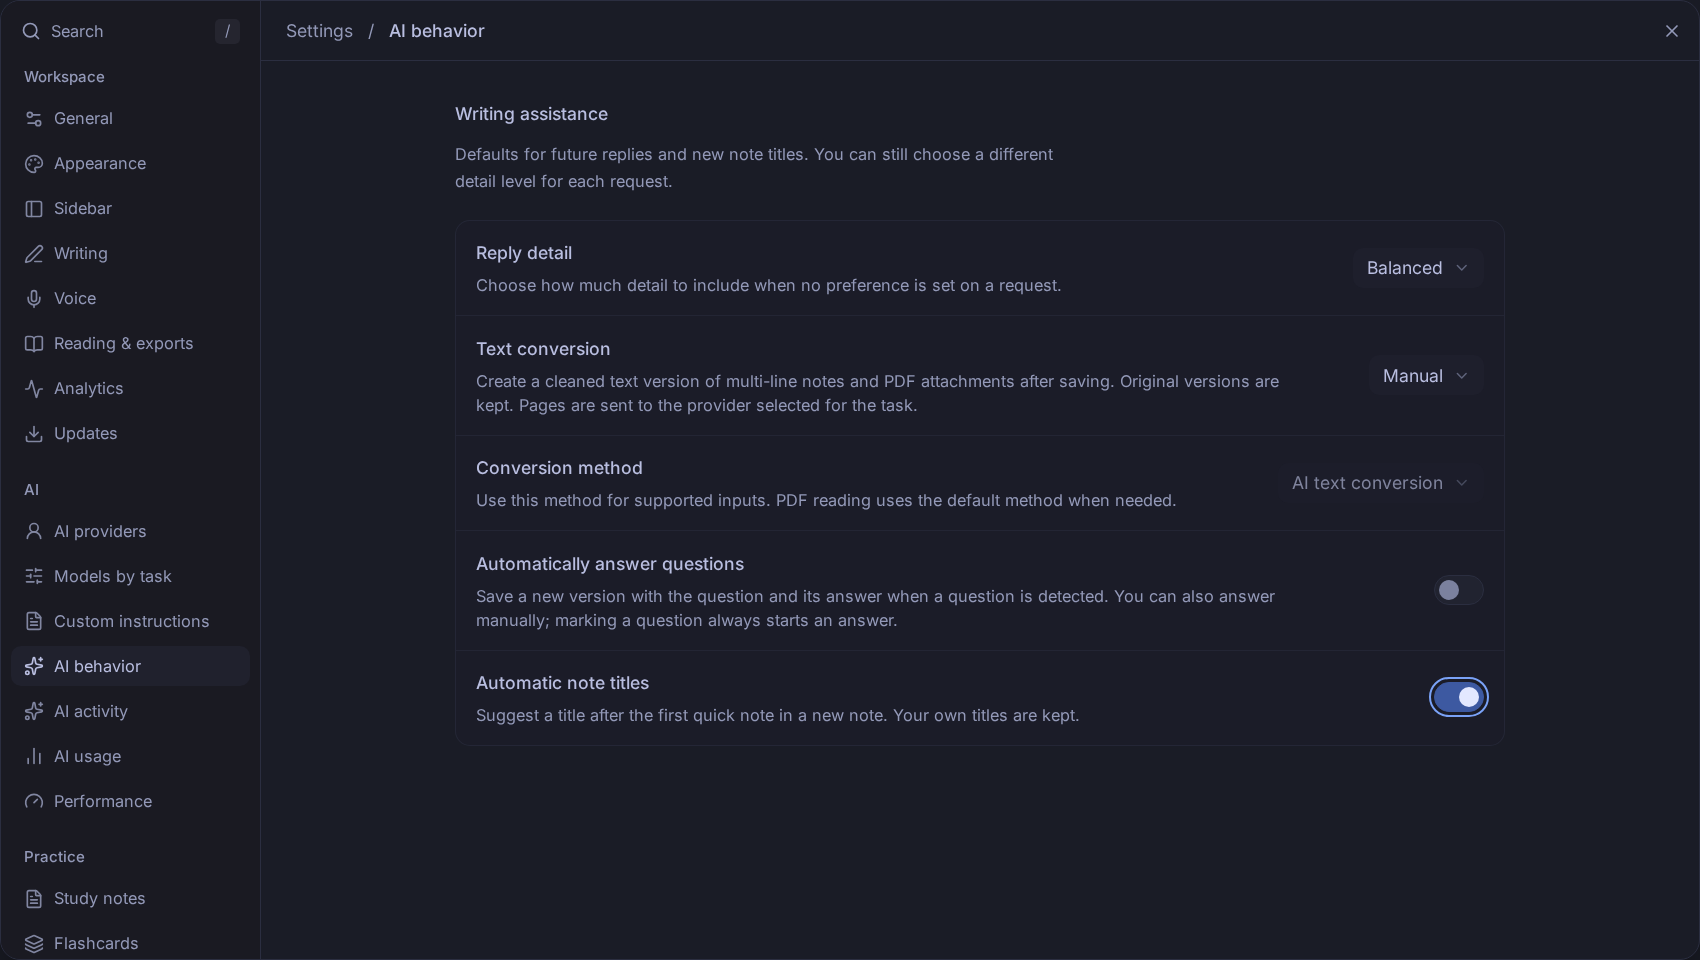 Search /
Workspace
General
Appearance
Sidebar
Writing
Voice
Reading & exports
Analytics
Updates
AI
AI providers
Models by task
Custom instructions
AI behavior
AI activity
AI usage
Performance
Practice
Study notes
Flashcards
Settings / AI behavior
Writing assistance
Defaults for future replies and new note titles. You can still choose a different
detail level for each request.
Reply detail
Choose how much detail to include when no preference is set on a request.
Balanced
Text conversion
Create a cleaned text version of multi-line notes and PDF attachments after saving. Original versions are
kept. Pages are sent to the provider selected for the task.
Manual
Conversion method
Use this method for supported inputs. PDF reading uses the default method when needed.
AI text conversion
Automatically answer questions
Save a new version with the question and its answer when a question is detected. You can also answer
manually; marking a question always starts an answer.
Automatic note titles
Suggest a title after the first quick note in a new note. Your own titles are kept.